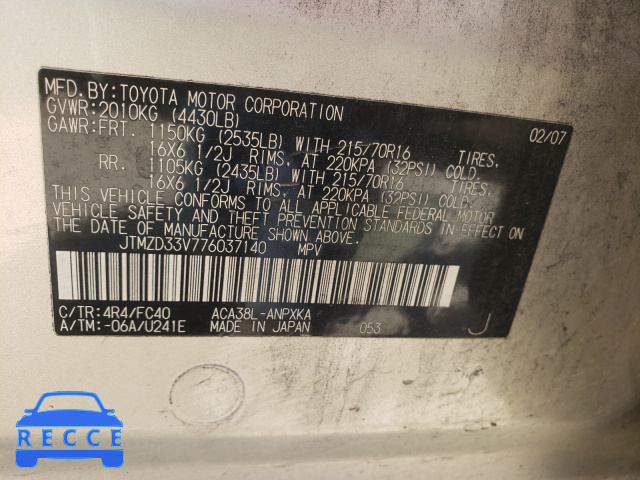 MFD.BY:TOYOTA MOTOR CORPORATION 02/07
GVWR:2010KG (4430LB)
GAWR:FRT. 1150KG (2535LB) WITH 215/70R16 TIRES,
16X6 1/2J RIMS, AT 220KPA (32PSI) COLD.
RR. 1105KG (2435LB) WITH 215/70R16 TIRES,
16X6 1/2J RIMS, AT 220KPA (32PSI) COLD.
THIS VEHICLE CONFORMS TO ALL APPLICABLE FEDERAL MOTOR
VEHICLE SAFETY AND THEFT PREVENTION STANDARDS IN EFFECT ON
THE DATE OF MANUFACTURE SHOWN ABOVE.
JTMZD33V776037140 MPV
C/TR:4R4/FC40 ACA38L-ANPXKA
A/TM:-06A/U241E MADE IN JAPAN 053 J
RECCE